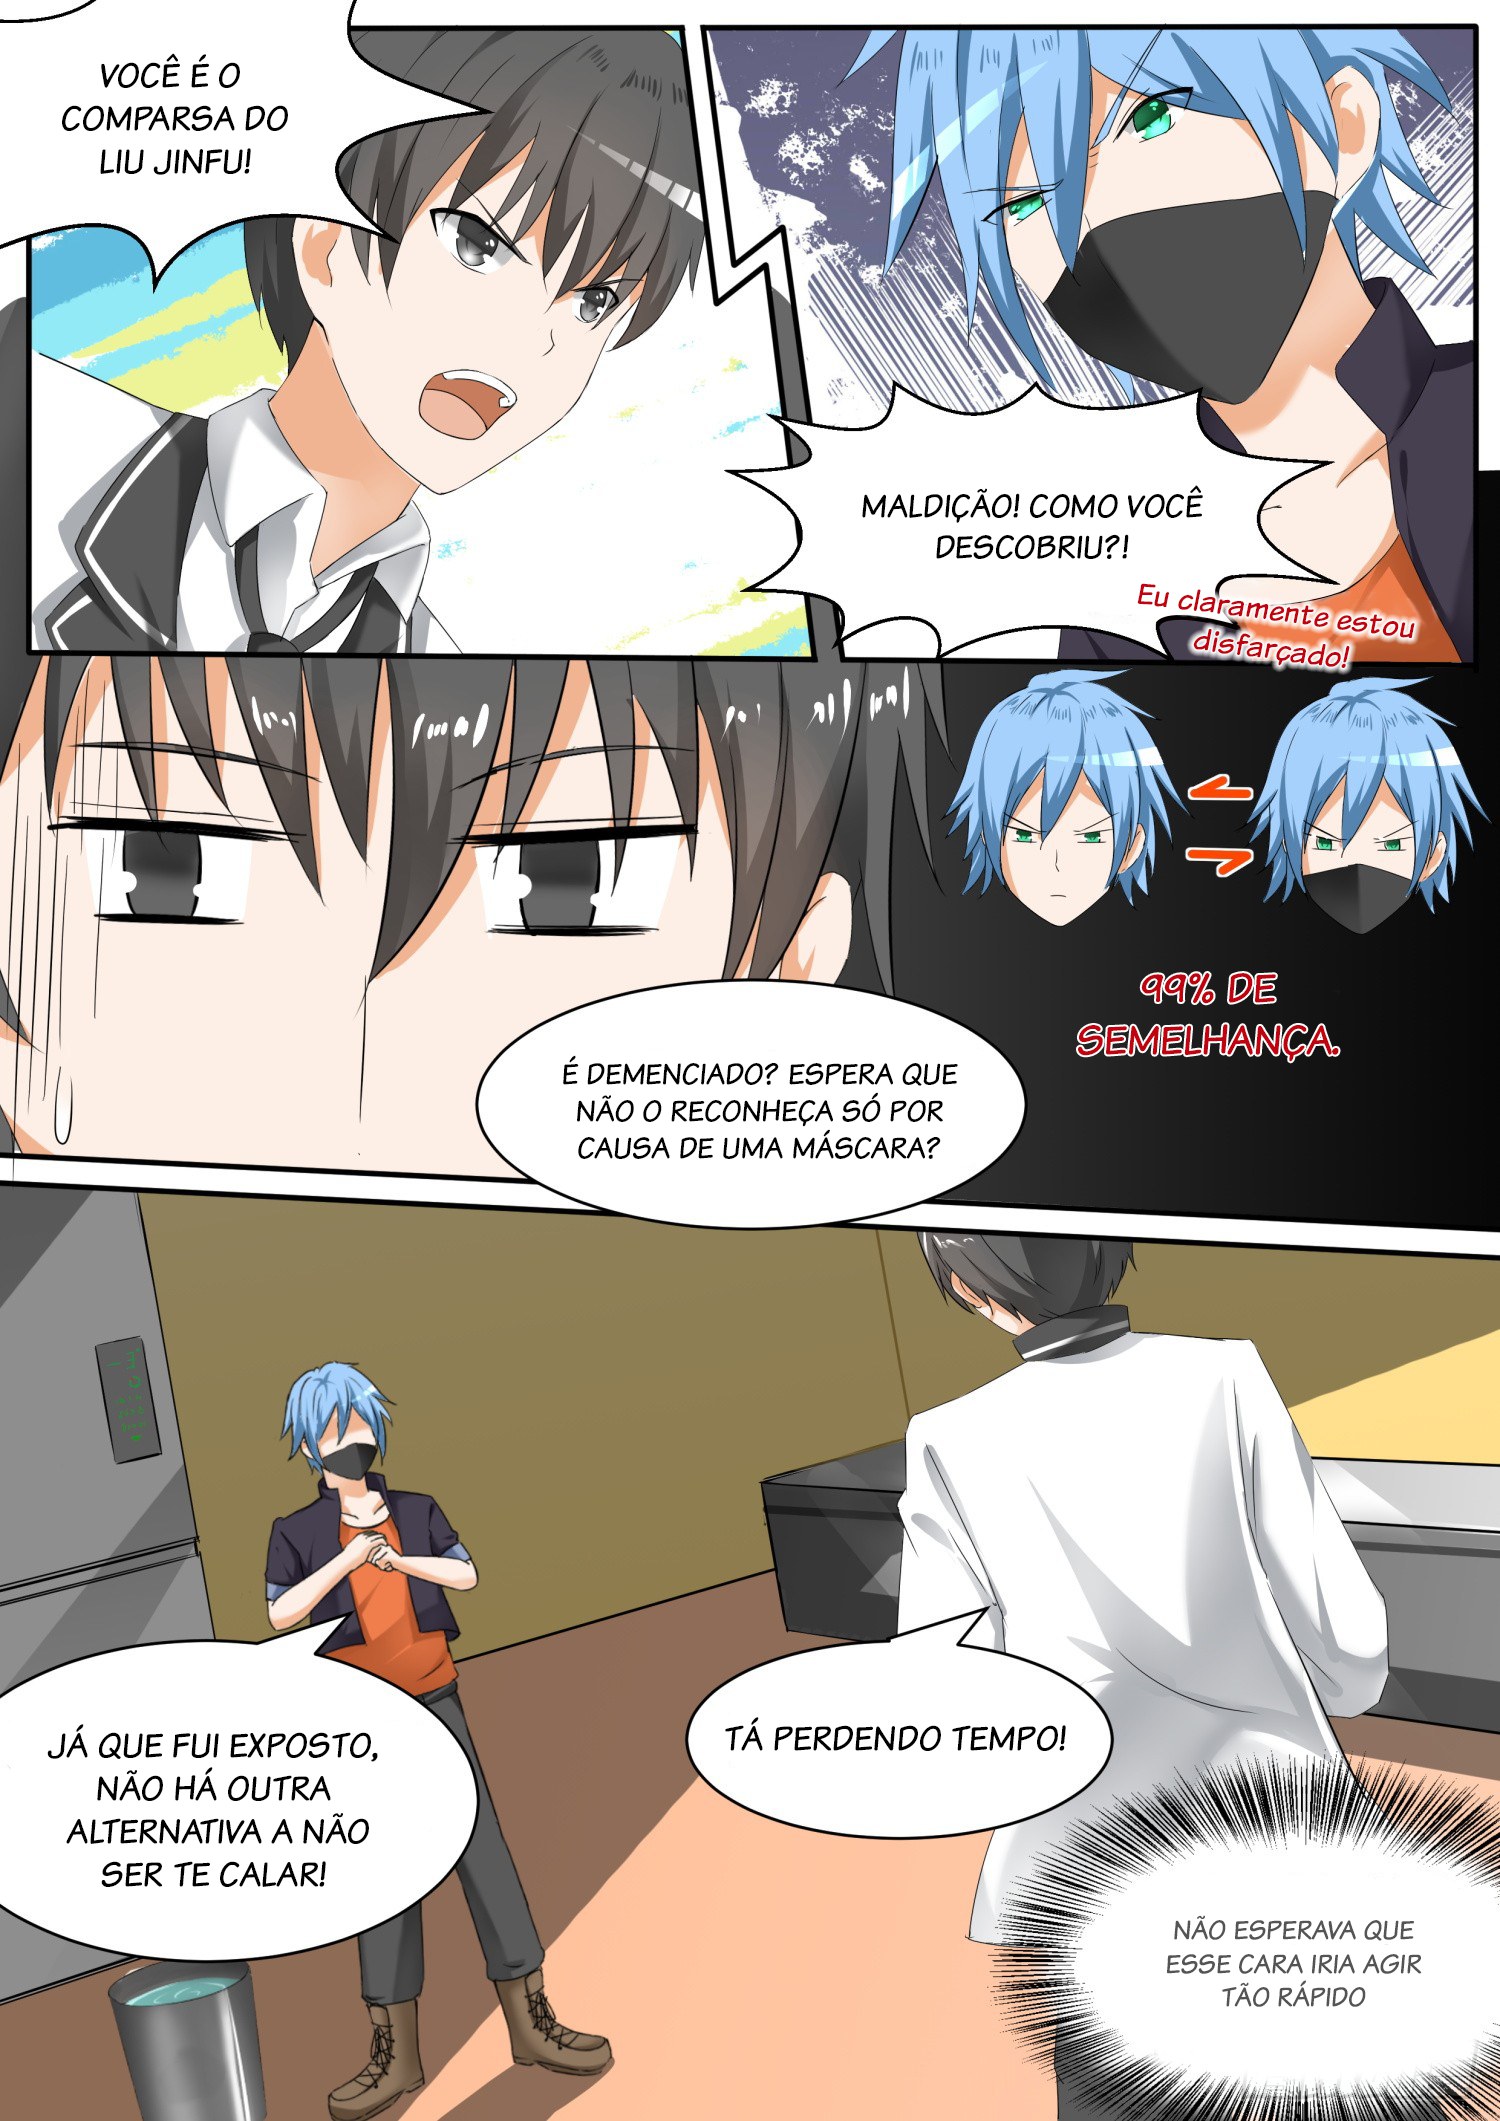 VOCÊ É O
COMPARSA DO
LIU JINFU!
MALDIÇÃO! COMO VOCÊ
DESCOBRIU?!
Eu claramente estou
disfarçado!
99% DE
SEMELHANÇA.
É DEMENCIADO? ESPERA QUE
NÃO O RECONHEÇA SÓ POR
CAUSA DE UMA MÁSCARA?
JÁ QUE FUI EXPOSTO,
NÃO HÁ OUTRA
ALTERNATIVA A NÃO
SER TE CALAR!
TÁ PERDENDO TEMPO!
NÃO ESPERAVA QUE
ESSE CARA IRIA AGIR
TÃO RÁPIDO